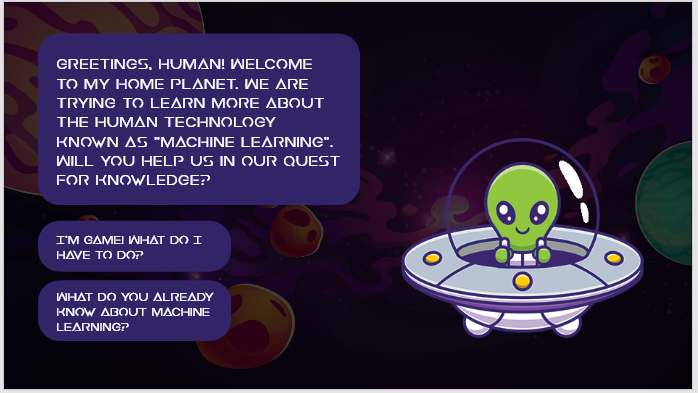 GREETINGS, HUMAN! WELCOME
TO MY HOME PLANET. WE ARE
TRYING TO LEARN MORE ABOUT
THE HUMAN TECHNOLOGY
KNOWN AS "MACHINE LEARNING".
WILL YOU HELP US IN OUR QUEST
FOR KNOWLEDGE?
I'M GAME! WHAT DO I
HAVE TO DO?
WHAT DO YOU ALREADY
KNOW ABOUT MACHINE
LEARNING?